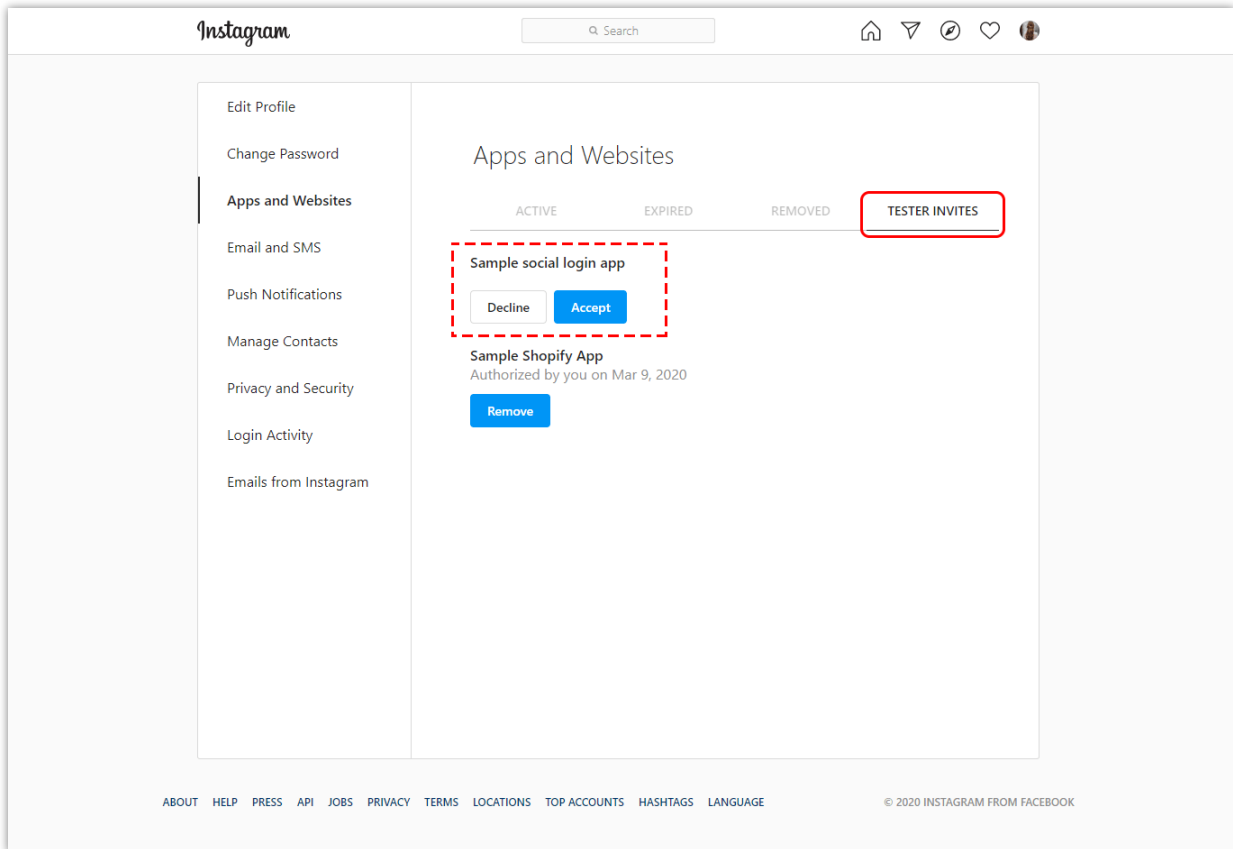 Instagram
Search
Edit Profile
Change Password
Apps and Websites
Email and SMS
Push Notifications
Manage Contacts
Privacy and Security
Login Activity
Emails from Instagram
Apps and Websites
ACTIVE EXPIRED REMOVED TESTER INVITES
Sample social login app
Decline Accept
Sample Shopify App
Authorized by you on Mar 9, 2020
Remove
ABOUT HELP PRESS API JOBS PRIVACY TERMS LOCATIONS TOP ACCOUNTS HASHTAGS LANGUAGE © 2020 INSTAGRAM FROM FACEBOOK